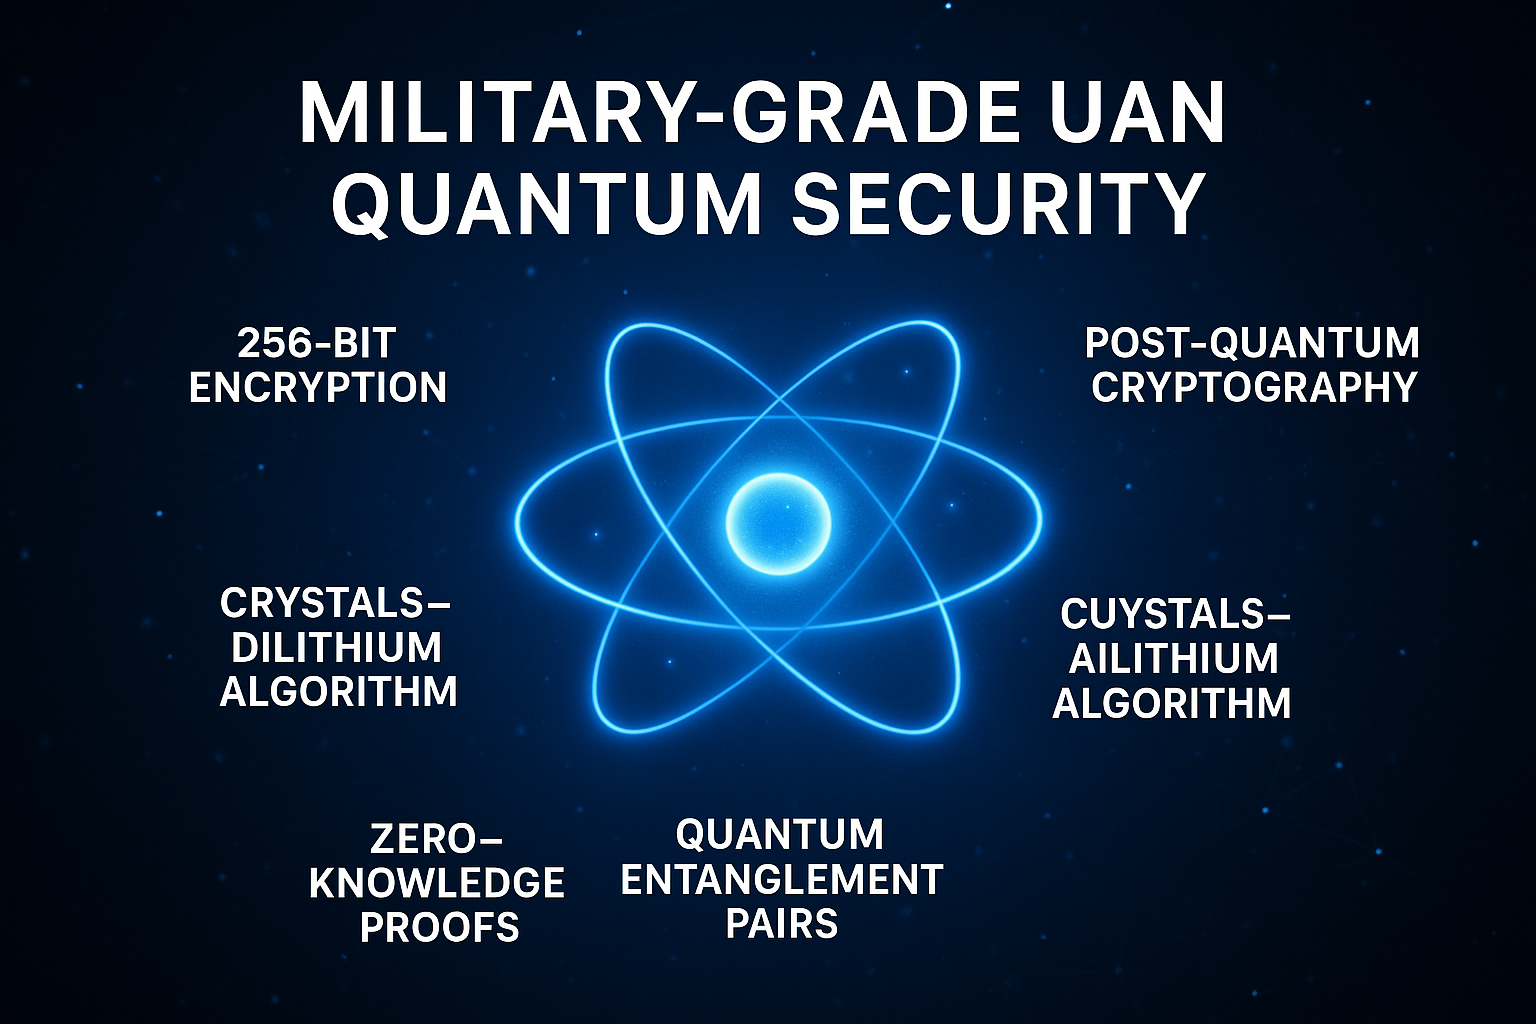 MILITARY-GRADE UAN
QUANTUM SECURITY
256-BIT
ENCRYPTION
POST-QUANTUM
CRYPTOGRAPHY
CRYSTALS–
DILITHIUM
ALGORITHM
CUYSTALS–
AILITHIUM
ALGORITHM
ZERO–
KNOWLEDGE
PROOFS
QUANTUM
ENTANGLEMENT
PAIRS